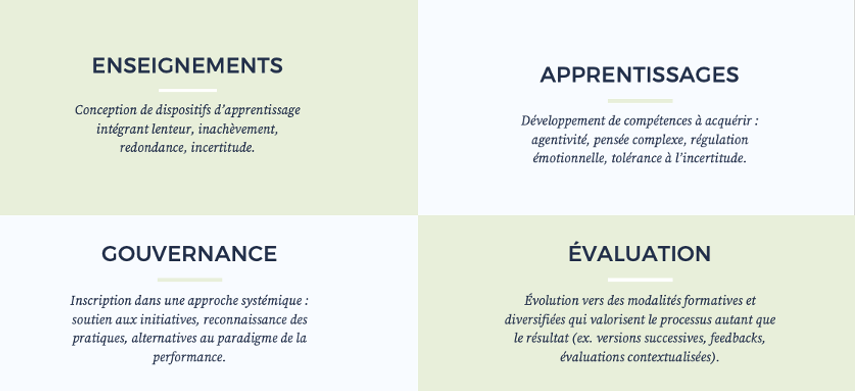 ENSEIGNEMENTS
Conception de dispositifs d’apprentissage
intégrant lenteur, inachèvement,
redondance, incertitude.
APPRENTISSAGES
Développement de compétences à acquérir :
agentivité, pensée complexe, régulation
émotionnelle, tolérance à l’incertitude.
GOUVERNANCE
Inscription dans une approche systémique :
soutien aux initiatives, reconnaissance des
pratiques, alternatives au paradigme de la
performance.
ÉVALUATION
Évolution vers des modalités formatives et
diversifiées qui valorisent le processus autant que
le résultat (ex. versions successives, feedbacks,
évaluations contextualisées).